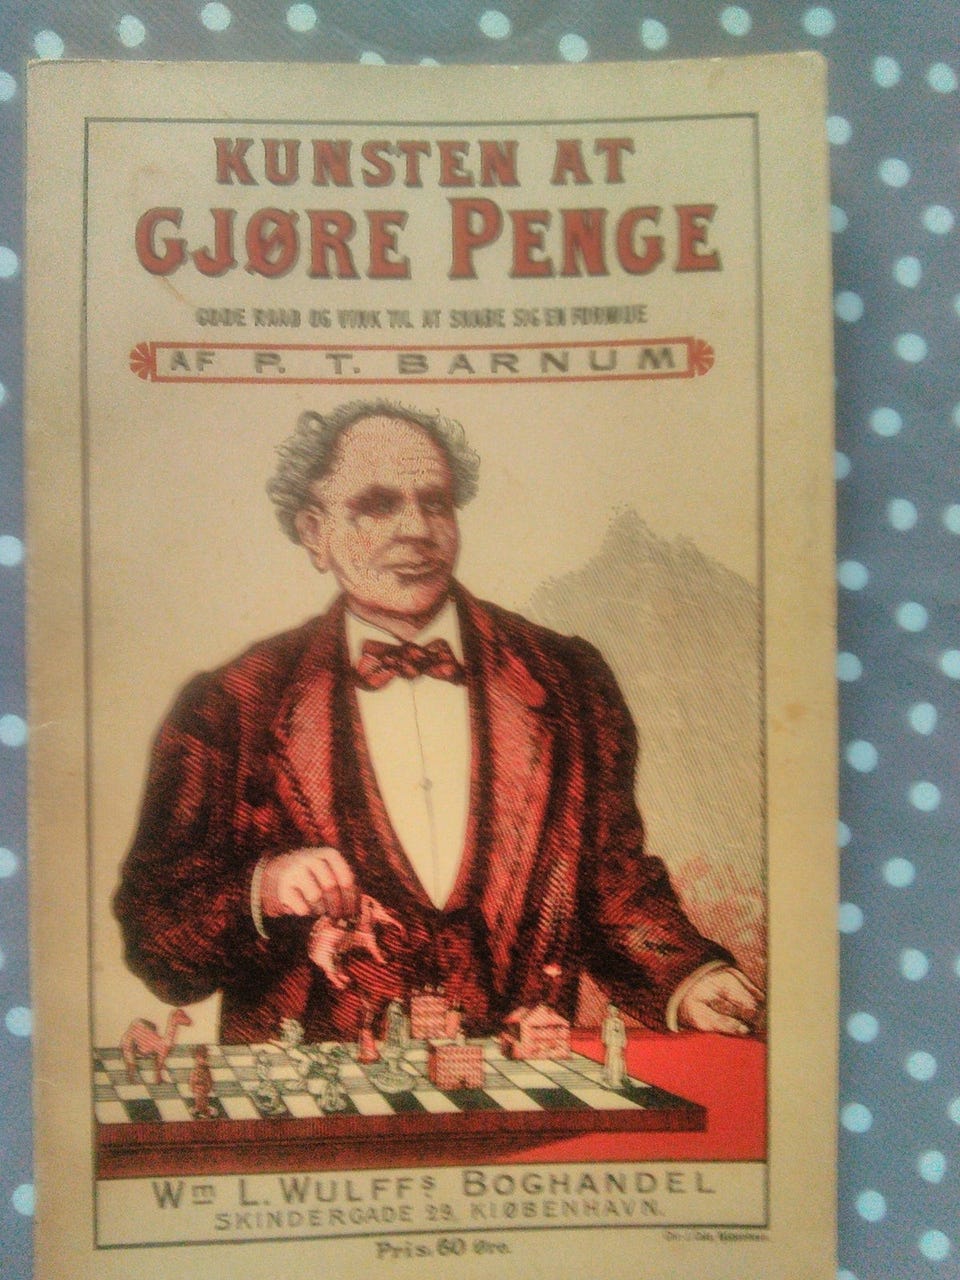 KUNSTEN AT
GJØRE PENGE
GODE RAAD OG VINK TIL AT SKABE SIG EN FORMUE
AF P. T. BARNUM
Wm L. WULFFs BOGHANDEL
SKINDERGADE 29. KIØBENHAVN.
Pris. 60 Øre.